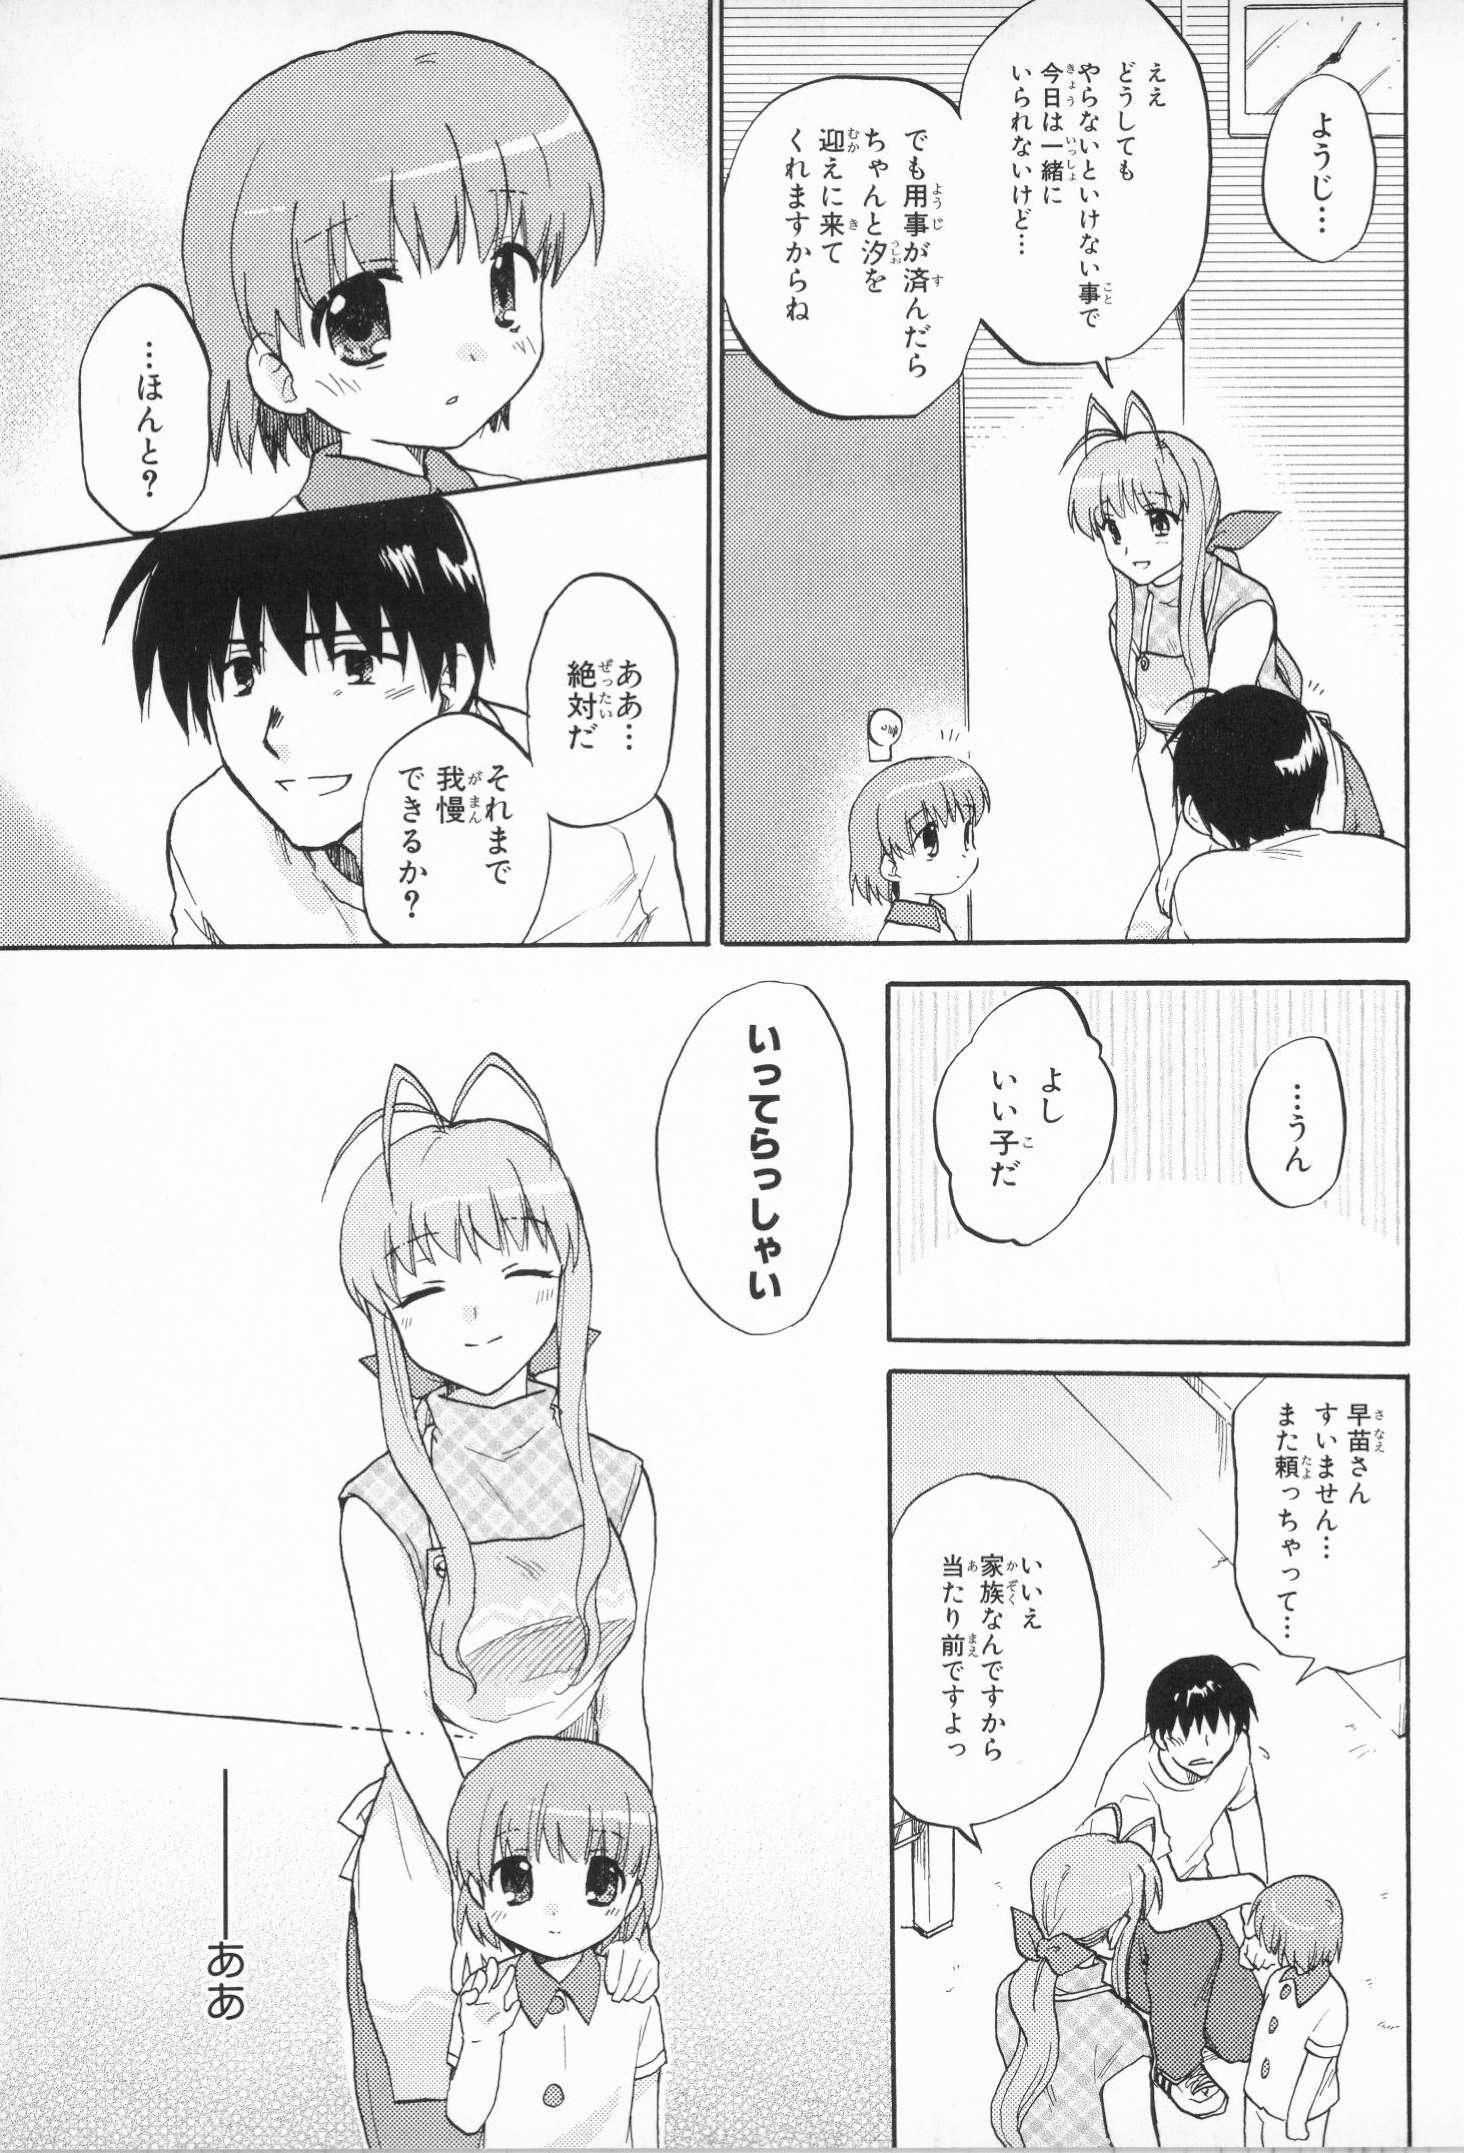 ようじ…
ええ
どうしても
やらないといけない事で
今日は一緒に
いられないけど…
でも用事が済んだら
ちゃんと汐を
迎えに来て
くれますからね
…ほんと?
ああ…
絶対だ
それまで
我慢
できるか?
…うん
よし
いい子だ
早苗さん
すいません…
また頼っちゃって…
いいえ
家族なんですから
当たり前ですよっ
いってらっしゃい
――ああ